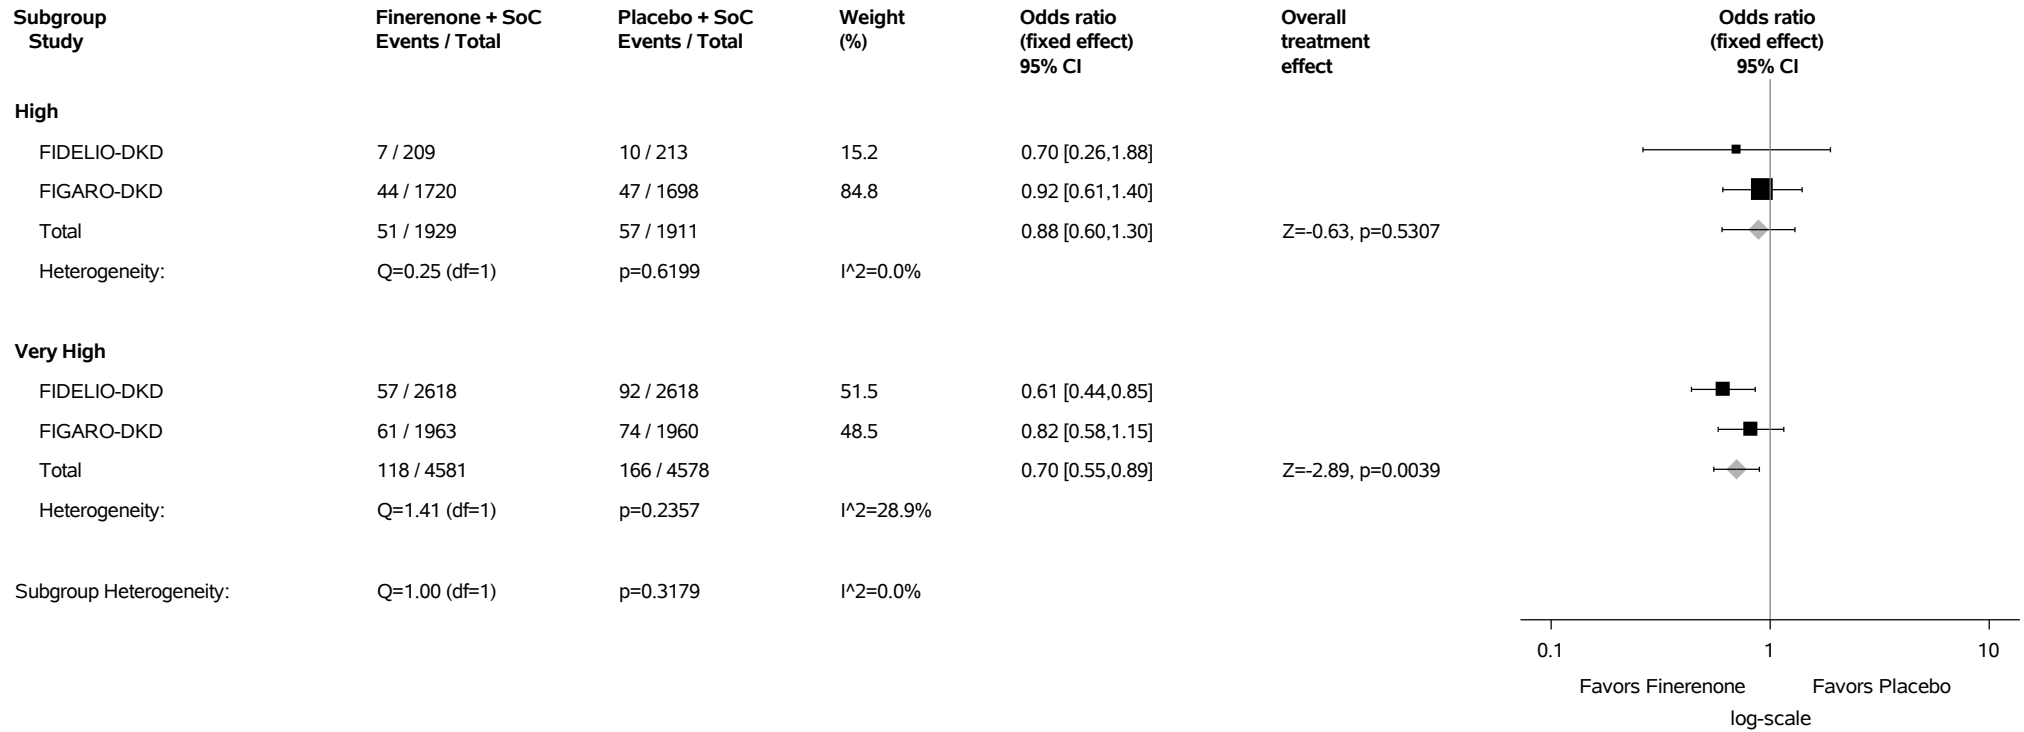 Subgroup Finerenone + SoC Placebo + SoC Weight Odds ratio Overall Odds ratio
Study Events / Total Events / Total (%) (fixed effect) treatment (fixed effect)
95% CI effect 95% CI
High
FIDELIO-DKD 7 / 209 10 / 213 15.2 0.70 [0.26,1.88]
FIGARO-DKD 44 / 1720 47 / 1698 84.8 0.92 [0.61,1.40]
Total 51 / 1929 57 / 1911 0.88 [0.60,1.30] Z=-0.63, p=0.5307
Heterogeneity: Q=0.25 (df=1) p=0.6199 I^2=0.0%
Very High
FIDELIO-DKD 57 / 2618 92 / 2618 51.5 0.61 [0.44,0.85]
FIGARO-DKD 61 / 1963 74 / 1960 48.5 0.82 [0.58,1.15]
Total 118 / 4581 166 / 4578 0.70 [0.55,0.89] Z=-2.89, p=0.0039
Heterogeneity: Q=1.41 (df=1) p=0.2357 I^2=28.9%
Subgroup Heterogeneity: Q=1.00 (df=1) p=0.3179 I^2=0.0%
0.1 1 10
Favors Finerenone Favors Placebo
log-scale